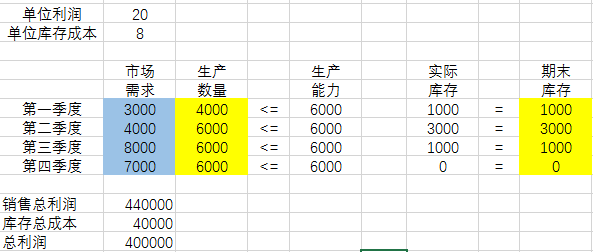 单位利润 20
单位库存成本 8
市场 生产 生产 实际 期末
需求 数量 能力 库存 库存
第一季度 3000 4000 <= 6000 1000 = 1000
第二季度 4000 6000 <= 6000 3000 = 3000
第三季度 8000 6000 <= 6000 1000 = 1000
第四季度 7000 6000 <= 6000 0 = 0
销售总利润 440000
库存总成本 40000
总利润 400000